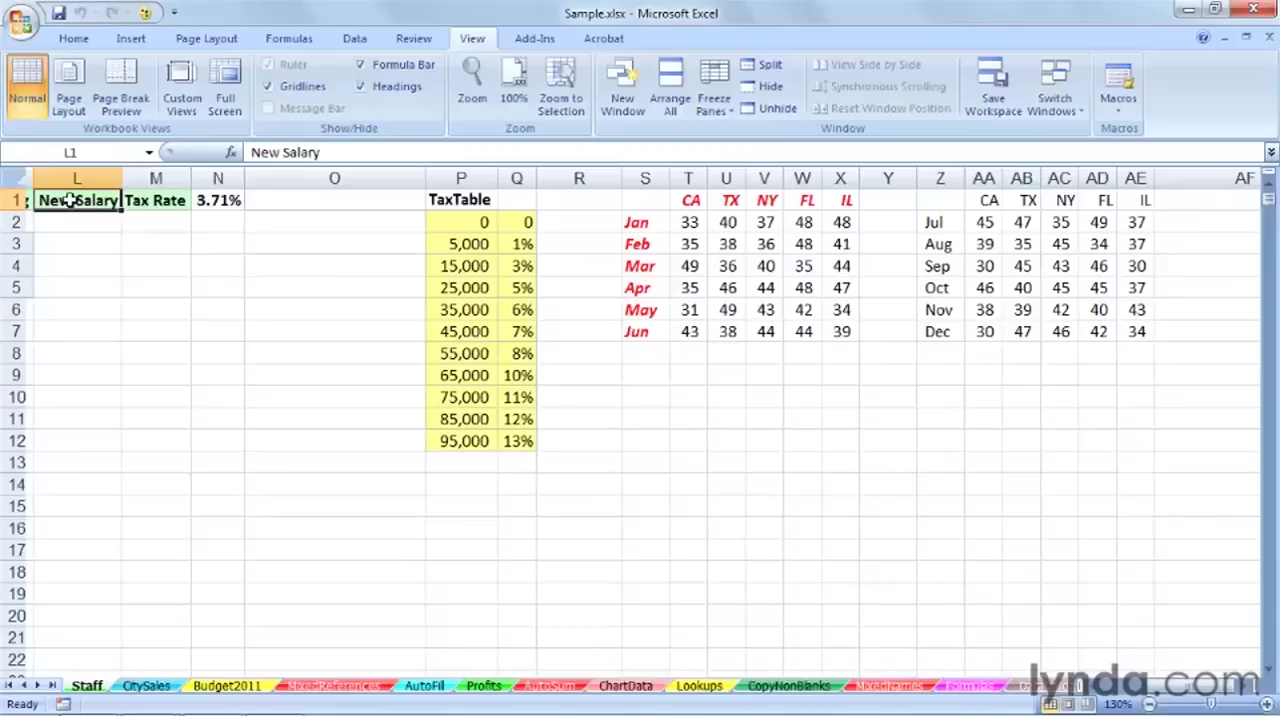 Sample.xlsx - Microsoft Excel
Home Insert Page Layout Formulas Data Review View Add-Ins Acrobat
Normal Page Layout Page Break Preview Custom Views Full Screen
Workbook Views
Ruler Formula Bar
Gridlines Headings
Message Bar
Show/Hide
Zoom 100% Zoom to Selection
Zoom
New Window Arrange All Freeze Panes
Split
Hide
Unhide
View Side by Side
Synchronous Scrolling
Reset Window Position
Window
Save Workspace Switch Windows
Macros
Macros
L1 fx New Salary
L M N O P Q R S T U V W X Y Z AA AB AC AD AE AF
1 New Salary Tax Rate 3.71% TaxTable CA TX NY FL IL CA TX NY FL IL
2 0 0 Jan 33 40 37 48 48 Jul 45 47 35 49 37
3 5,000 1% Feb 35 38 36 48 41 Aug 39 35 45 34 37
4 15,000 3% Mar 49 36 40 35 44 Sep 30 45 43 46 30
5 25,000 5% Apr 35 46 44 48 47 Oct 46 40 45 45 37
6 35,000 6% May 31 49 43 42 34 Nov 38 39 42 40 43
7 45,000 7% Jun 43 38 44 44 39 Dec 30 47 46 42 34
8 55,000 8%
9 65,000 10%
10 75,000 11%
11 85,000 12%
12 95,000 13%
13
14
15
16
17
18
19
20
21
22
Staff CitySales Budget2011 MixedReferences AutoFill Profits AutoSum ChartData Lookups CopyNonBlanks MixedNames Formulas
lynda.com
Ready 130%